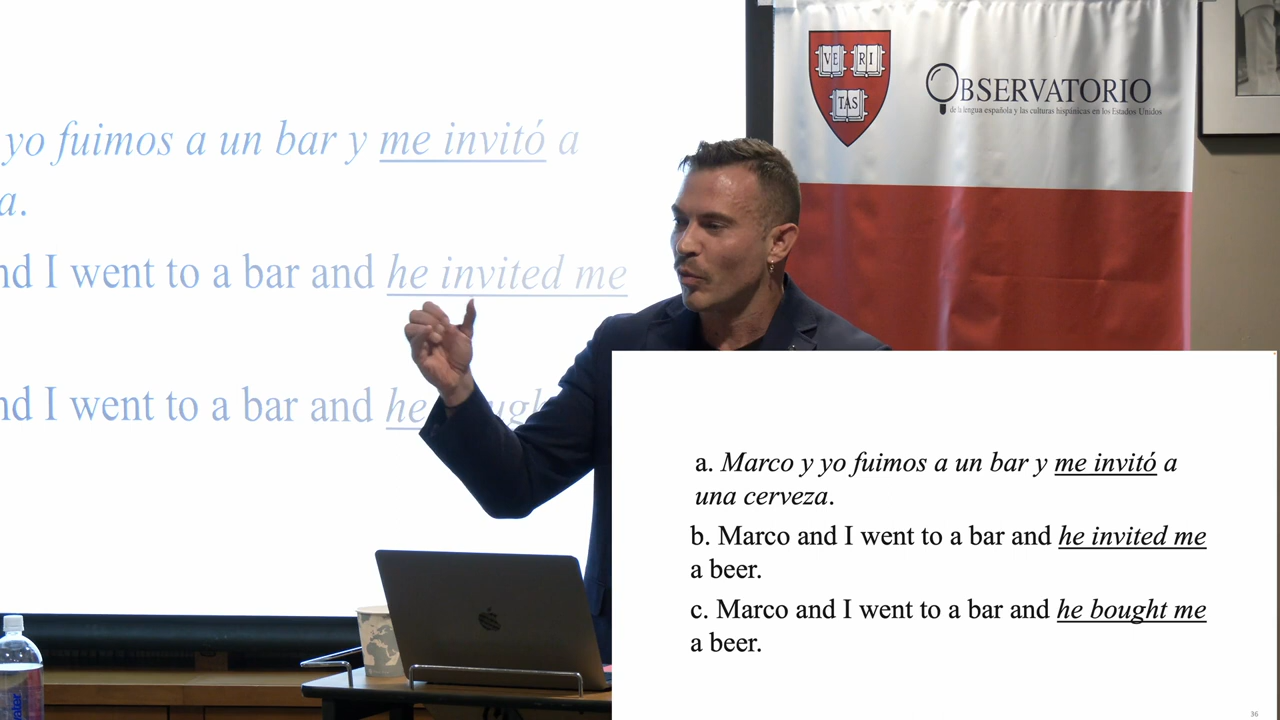 yo fuimos a un bar y me invitó a
a.
nd I went to a bar and he invited me
nd I went to a bar and he
VE RI
TAS
OBSERVATORIO
de la lengua española y las culturas hispánicas en los Estados Unidos
a. Marco y yo fuimos a un bar y me invitó a
una cerveza.
b. Marco and I went to a bar and he invited me
a beer.
c. Marco and I went to a bar and he bought me
a beer.
36